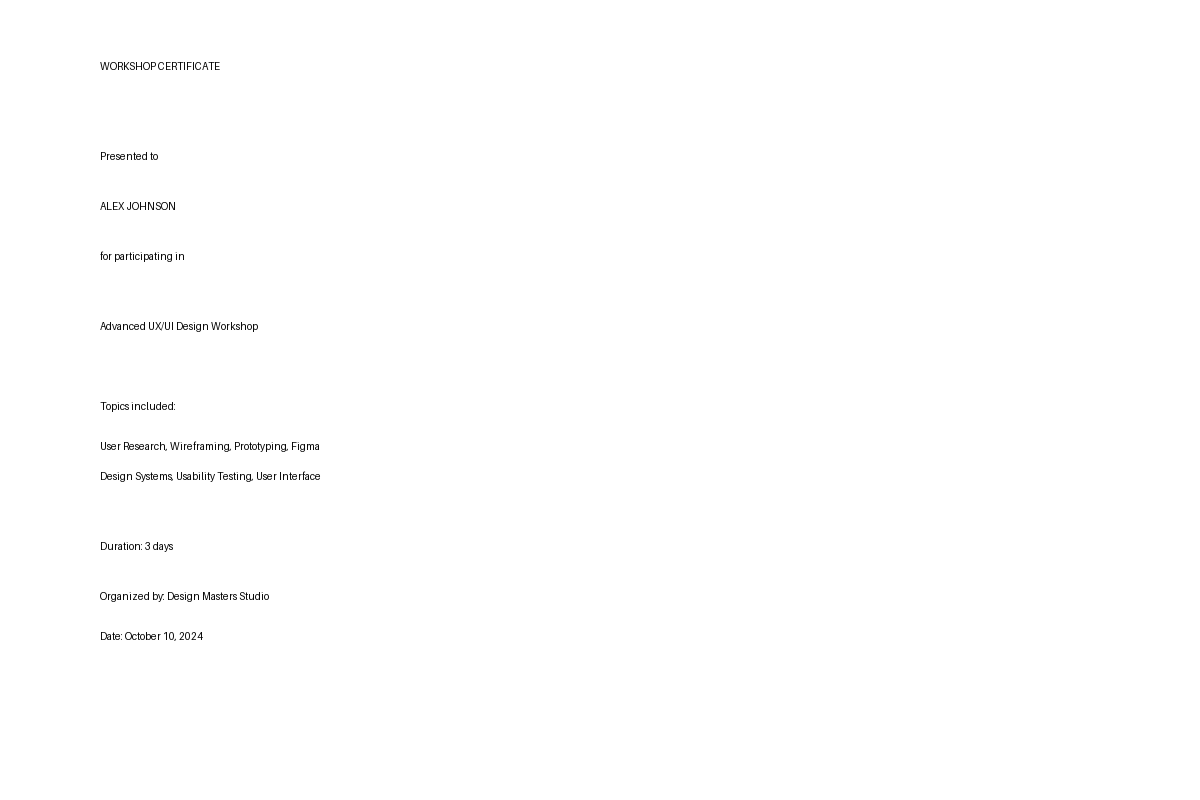 WORKSHOP CERTIFICATE
Presented to
ALEX JOHNSON
for participating in
Advanced UX/UI Design Workshop
Topics included:
User Research, Wireframing, Prototyping, Figma
Design Systems, Usability Testing, User Interface
Duration: 3 days
Organized by: Design Masters Studio
Date: October 10, 2024